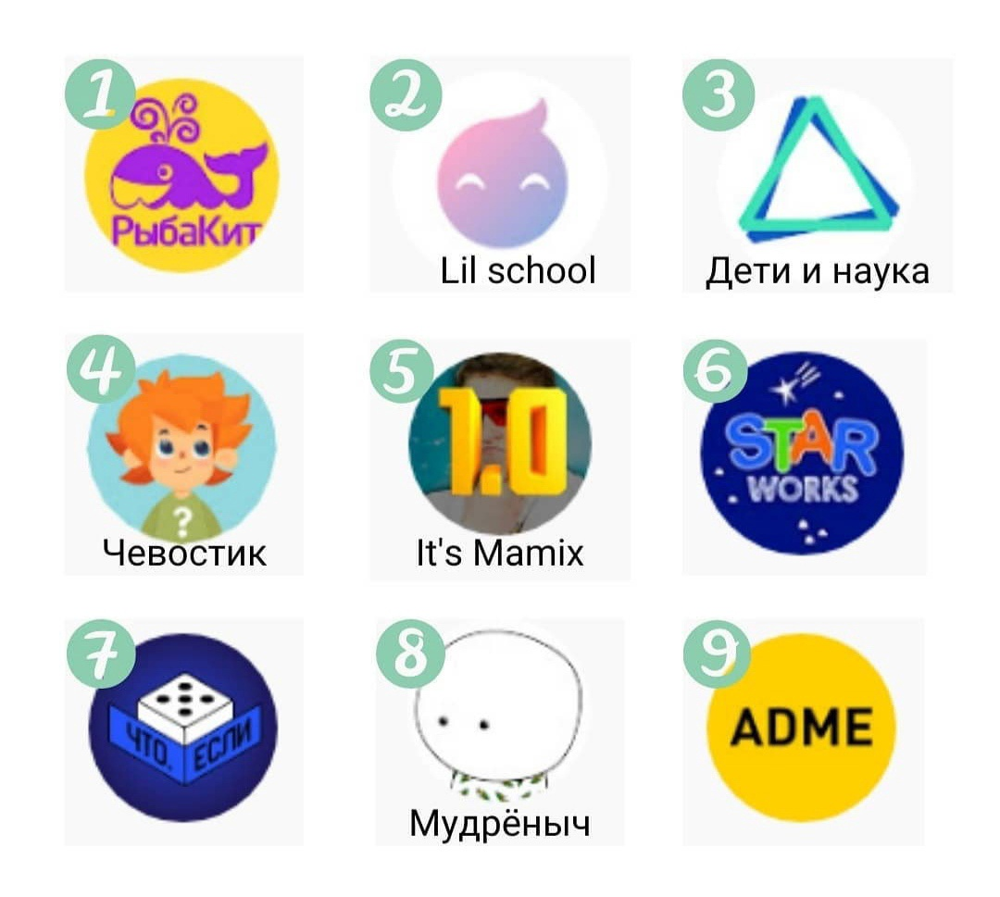 1
РыбаКит
2
Lil school
3
Дети и наука
4
?
Чевостик
5
1.0
It's Mamix
6
STAR
WORKS
7
ЧТО. ЕСЛИ
8
Мудрёныч
9
ADME